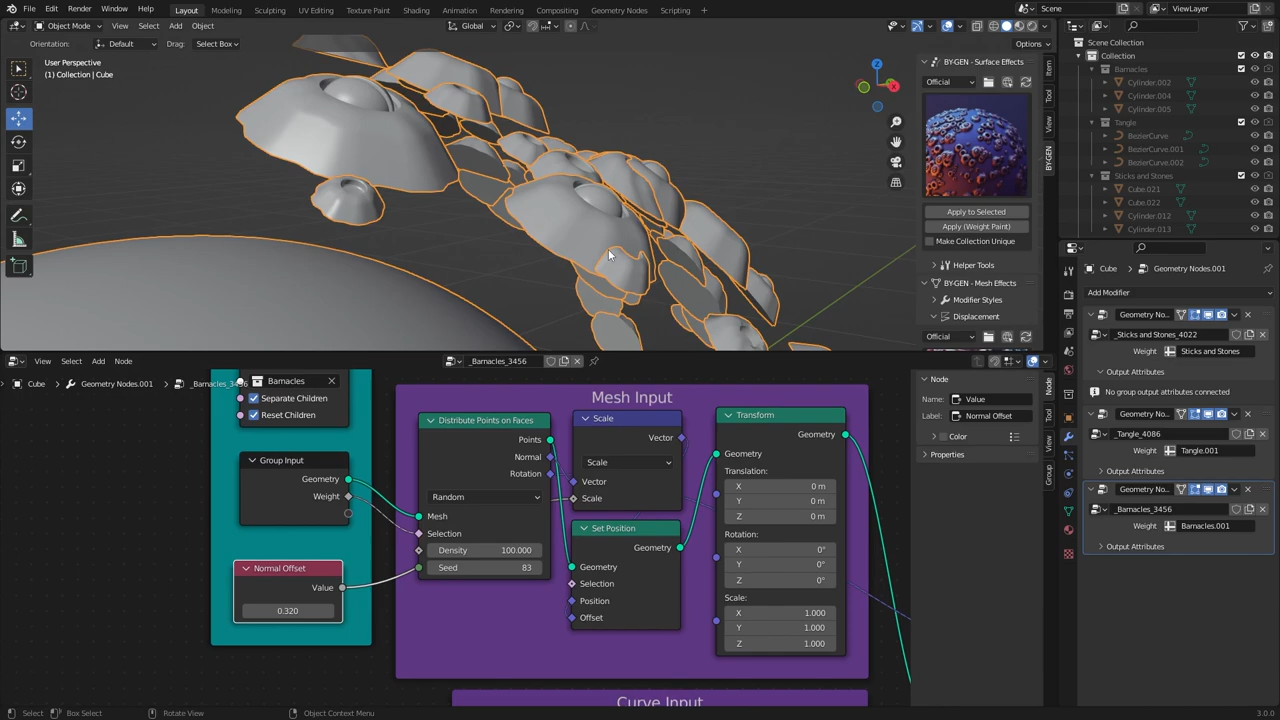 File Edit Render Window Help Layout Modeling Sculpting UV Editing Texture Paint Shading Animation Rendering Compositing Geometry Nodes Scripting Scene ViewLayer
Object Mode View Select Add Object Global
Orientation: Default Drag: Select Box Options
User Perspective
(1) Collection | Cube
Z
X
Item
Tool
View
BY-GEN
BY-GEN - Surface Effects
Official
Apply to Selected
Apply (Weight Paint)
Make Collection Unique
Helper Tools
BY-GEN - Mesh Effects
Modifier Styles
Displacement
Official
Scene Collection
Collection
Barnacles
Cylinder.002
Cylinder.004
Cylinder.005
Tangle
BezierCurve
BezierCurve.001
BezierCurve.002
Sticks and Stones
Cube.021
Cube.022
Cylinder.012
Cylinder.013
Cube Geometry Nodes.001
Add Modifier
Geometry No...
_Sticks and Stones_4022
Weight Sticks and Stones
Output Attributes
No group output attributes connected
Geometry No...
_Tangle_4086
Weight Tangle.001
Output Attributes
Geometry No...
_Barnacles_3456
Weight Barnacles.001
Output Attributes
View Select Add Node _Barnacles_3456
Cube Geometry Nodes.001 _Barnacles_3456
Barnacles
Separate Children
Reset Children
Group Input
Geometry
Weight
Normal Offset
Value
0.320
Mesh Input
Distribute Points on Faces
Points
Normal
Rotation
Random
Mesh
Selection
Density 100.000
Seed 83
Scale
Vector
Scale
Vector
Scale
Set Position
Geometry
Geometry
Selection
Position
Offset
Transform
Geometry
Geometry
Translation:
X 0 m
Y 0 m
Z 0 m
Rotation:
X 0°
Y 0°
Z 0°
Scale:
X 1.000
Y 1.000
Z 1.000
Curve Input
Node
Name: Value
Label: Normal Offset
Color
Properties
Node
Tool
View
Group
Select Box Select Rotate View Object Context Menu 3.0.0